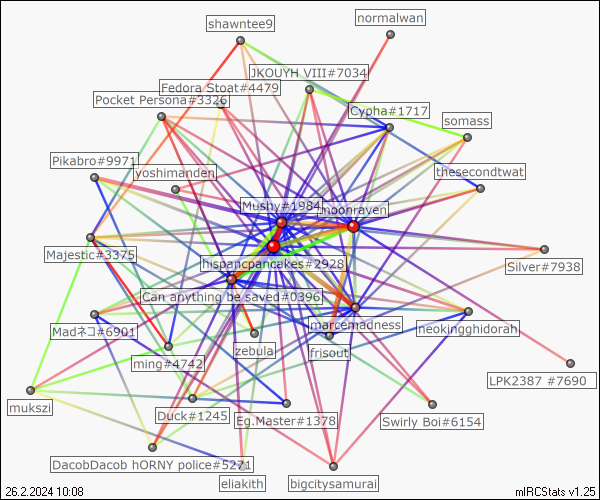 shawntee9
normalwan
JKOUYH VIII#7034
Fedora Stoat#4479
Pocket Persona#3326
Cypha#1717
somass
Pikabro#9971
yoshimanden
thesecondtwat
Mushy#1984
moonraven
Majestic#3375
hispancpancakes#2928
Silver#7938
Can anything be saved#0396
Madネコ#6901
marcemadness
neokingghidorah
zebula
frisout
ming#4742
LPK2387 #7690
mukszi
Duck#1245
Eg.Master#1378
Swirly Boi#6154
DacobDacob hORNY police#5271
eliakith
bigcitysamurai
26.2.2024 10:08
mIRCStats v1.25